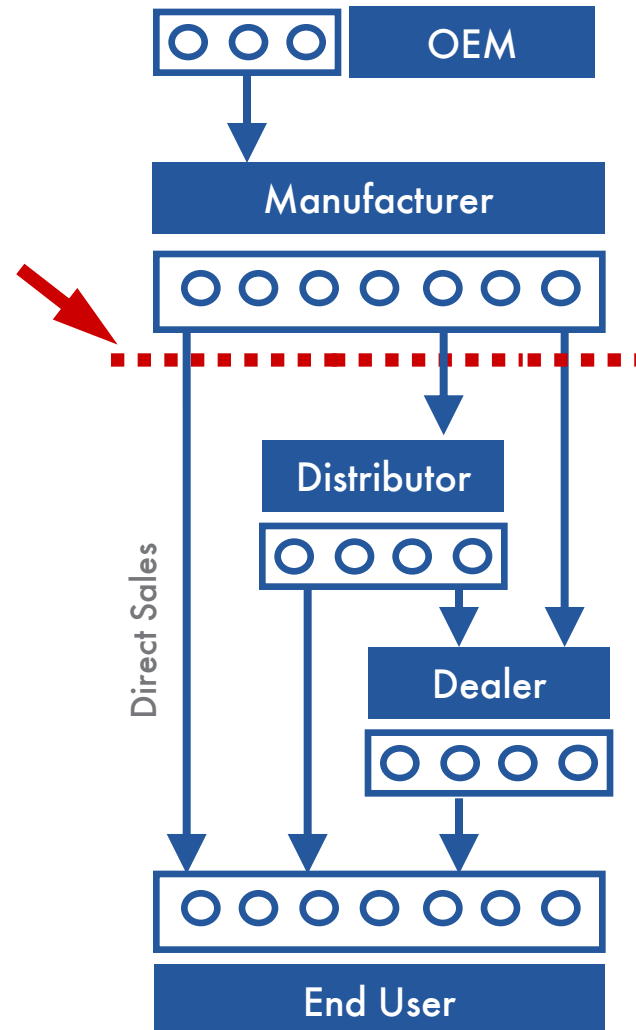 OEM
Manufacturer
Distributor
Direct Sales
Dealer
End User